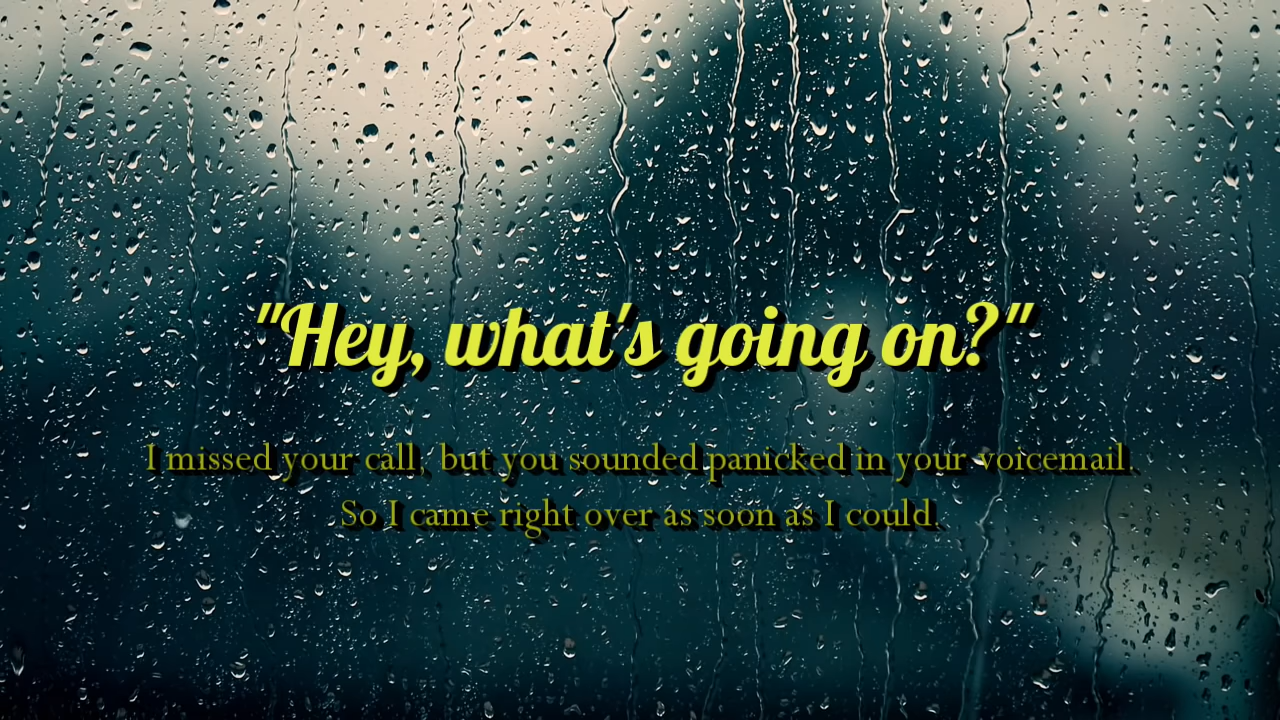 "Hey, what's going on?"
I missed your call, but you sounded panicked in your voicemail.
So I came right over as soon as I could.